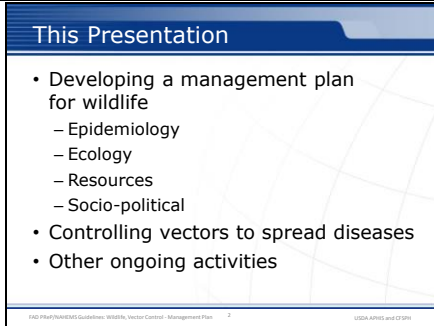 This Presentation
• Developing a management plan
for wildlife
– Epidemiology
– Ecology
– Resources
– Socio-political
• Controlling vectors to spread diseases
• Other ongoing activities
FAD PReP/NAHEMS Guidelines: Wildlife, Vector Control - Management Plan 2 USDA APHIS and CFSPH